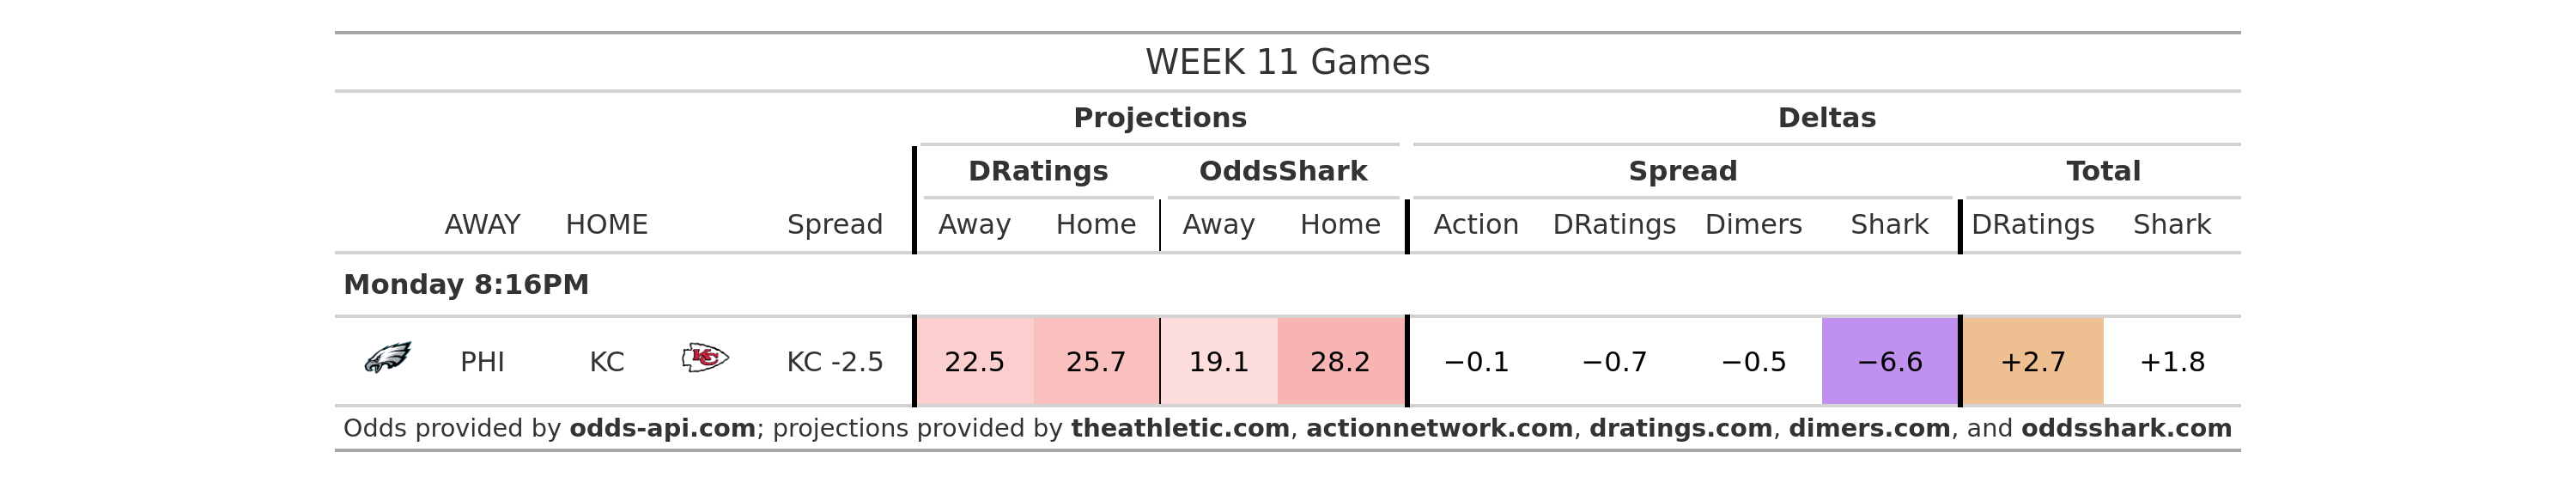 WEEK 11 Games
Projections Deltas
DRatings OddsShark Spread Total
AWAY HOME Spread Away Home Away Home Action DRatings Dimers Shark DRatings Shark
Monday 8:16PM
PHI KC KC KC -2.5 22.5 25.7 19.1 28.2 −0.1 −0.7 −0.5 −6.6 +2.7 +1.8
Odds provided by odds-api.com; projections provided by theathletic.com, actionnetwork.com, dratings.com, dimers.com, and oddsshark.com